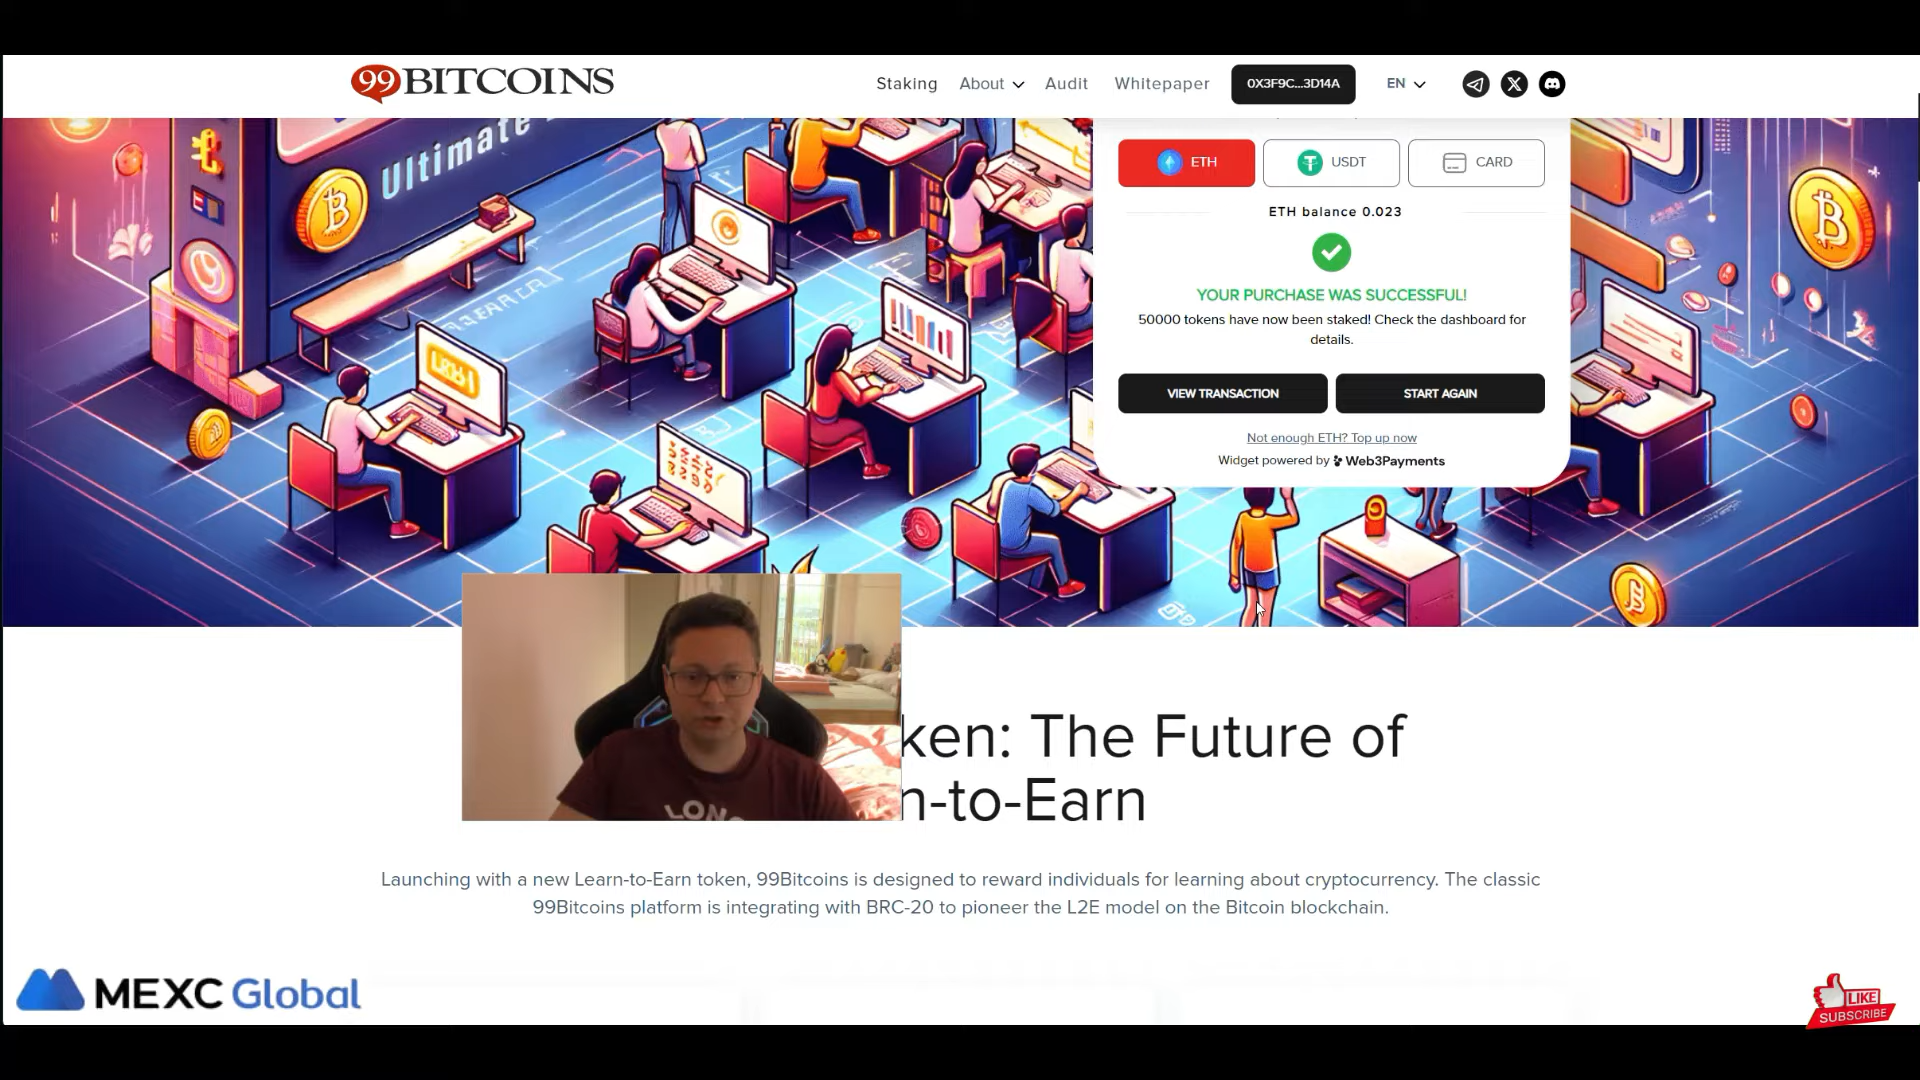 99BITCOINS
Staking
About
Audit
Whitepaper
0X3F9C...3D14A
EN
Ultimate
ETH
USDT
CARD
ETH balance 0.023
YOUR PURCHASE WAS SUCCESSFUL!
50000 tokens have now been staked! Check the dashboard for
details.
VIEW TRANSACTION
START AGAIN
Not enough ETH? Top up now
Widget powered by Web3Payments
ken: The Future of
n-to-Earn
Launching with a new Learn-to-Earn token, 99Bitcoins is designed to reward individuals for learning about cryptocurrency. The classic
99Bitcoins platform is integrating with BRC-20 to pioneer the L2E model on the Bitcoin blockchain.
MEXC Global
LIKE
SUBSCRIBE